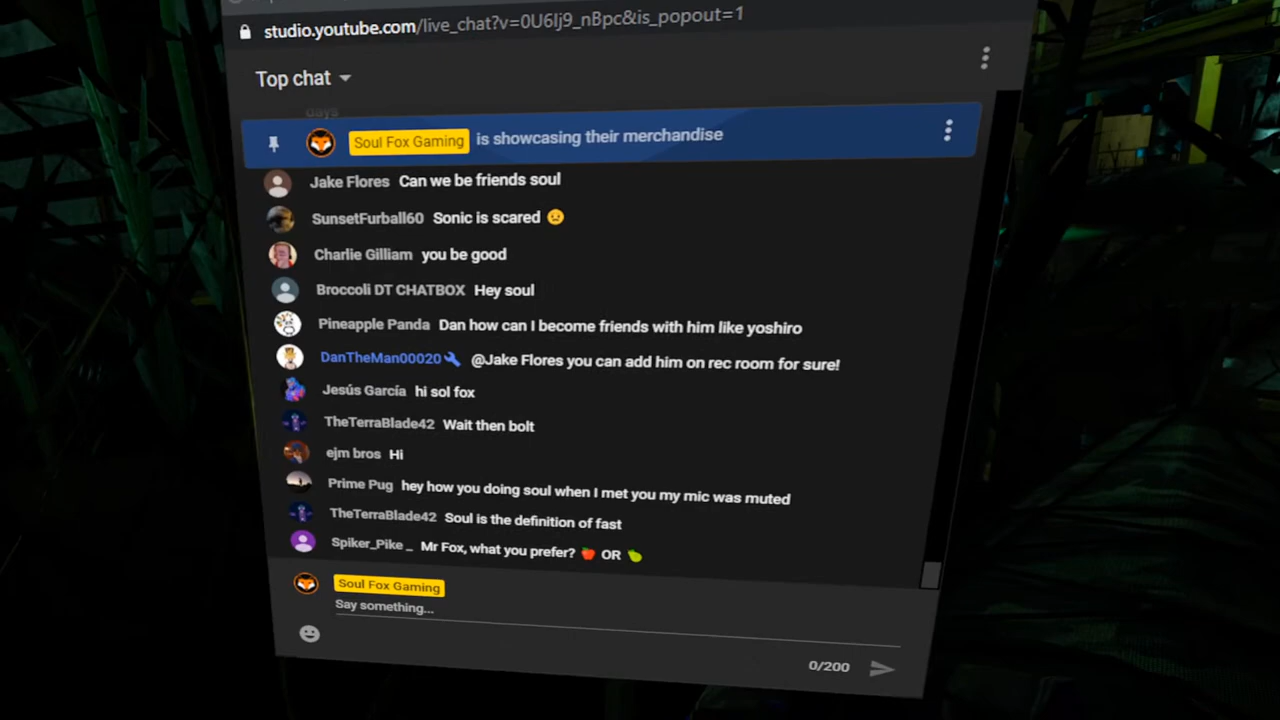 studio.youtube.com/live_chat?v=0U6Ij9_nBpc&is_popout=1
Top chat
days
Soul Fox Gaming is showcasing their merchandise
Jake Flores Can we be friends soul
SunsetFurball60 Sonic is scared 😟
Charlie Gilliam you be good
Broccoli DT CHATBOX Hey soul
Pineapple Panda Dan how can I become friends with him like yoshiro
DanTheMan00020 @Jake Flores you can add him on rec room for sure!
Jesús García hi sol fox
TheTerraBlade42 Wait then bolt
ejm bros Hi
Prime Pug hey how you doing soul when I met you my mic was muted
TheTerraBlade42 Soul is the definition of fast
Spiker_Pike _ Mr Fox, what you prefer? 🍎 OR 🍐
Soul Fox Gaming
Say something...
0/200